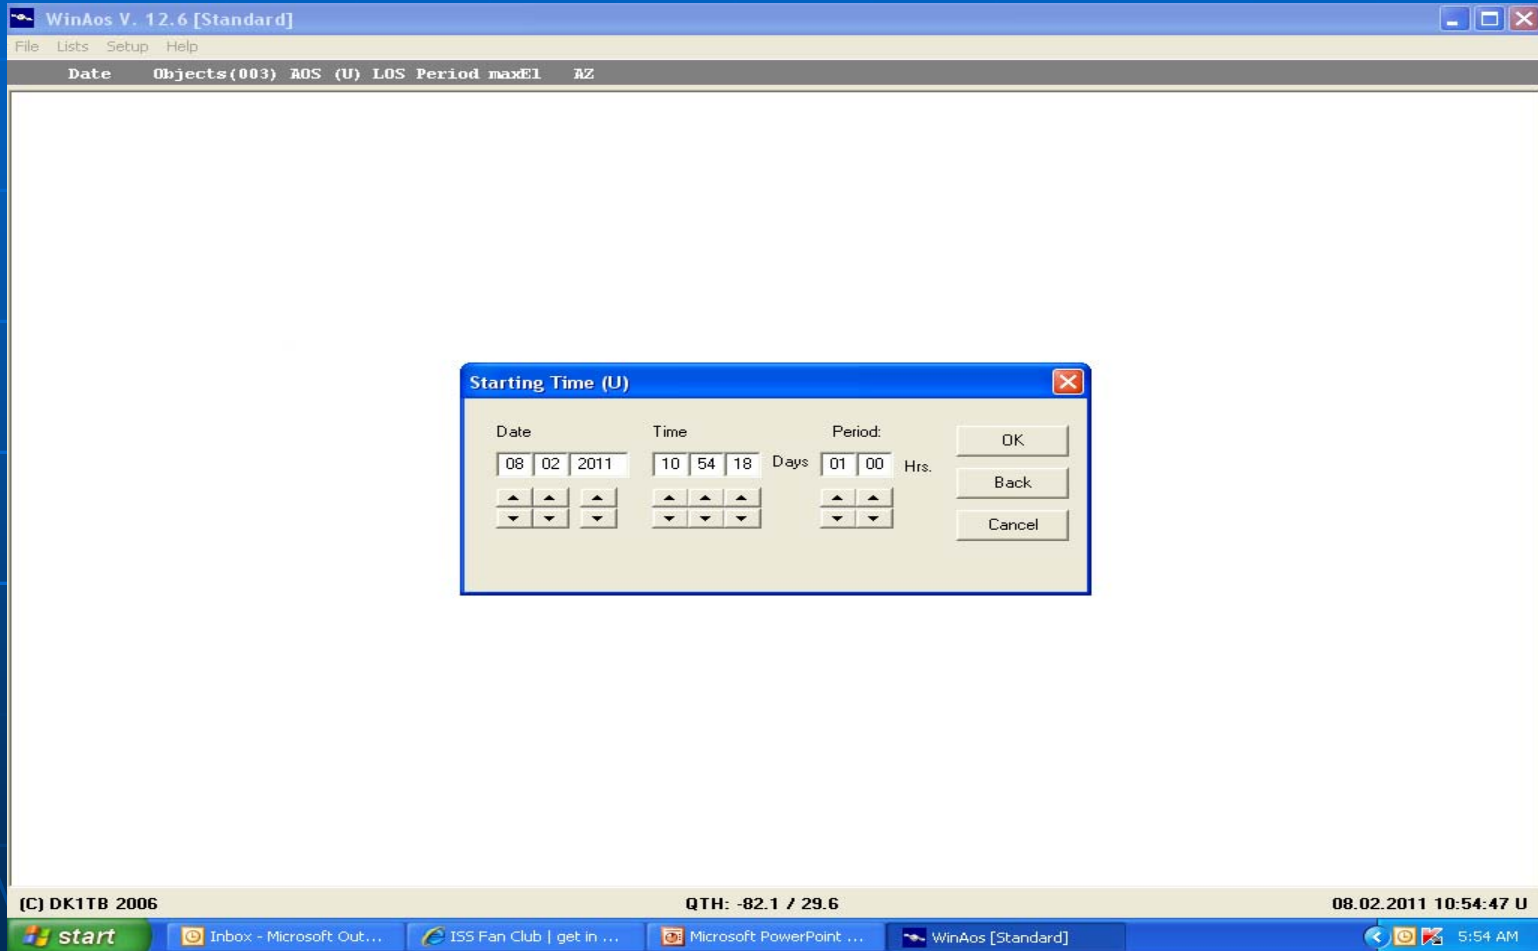 WinAos V. 12.6 [Standard]
File Lists Setup Help
Date Objects(003) AOS (U) LOS Period maxEl AZ
Starting Time (U)
Date Time Period:
08 02 2011 10 54 18 Days 01 00 Hrs.
OK
Back
Cancel
(C) DK1TB 2006 QTH: -82.1 / 29.6 08.02.2011 10:54:47 U
start Inbox - Microsoft Out... ISS Fan Club | get in ... Microsoft PowerPoint ... WinAos [Standard] 5:54 AM